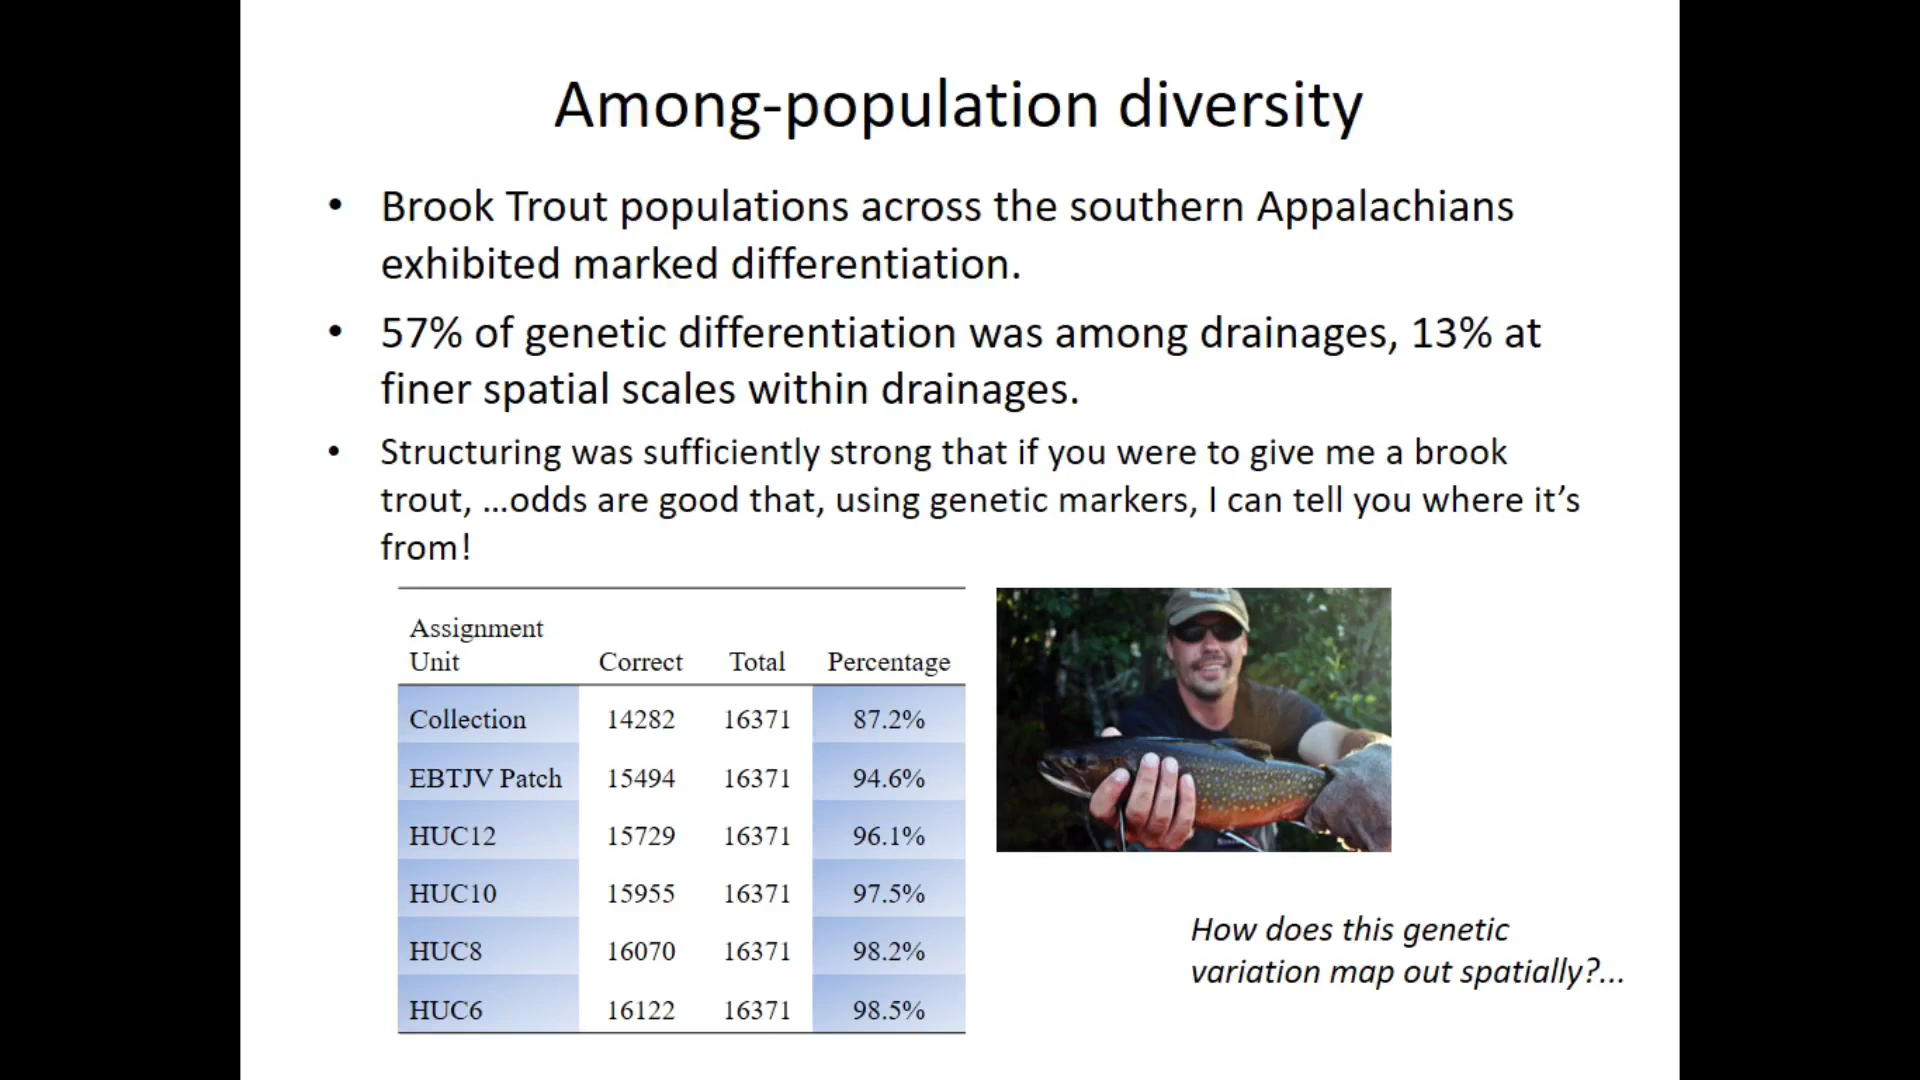 Among-population diversity
• Brook Trout populations across the southern Appalachians
exhibited marked differentiation.
• 57% of genetic differentiation was among drainages, 13% at
finer spatial scales within drainages.
• Structuring was sufficiently strong that if you were to give me a brook
trout, ...odds are good that, using genetic markers, I can tell you where it’s
from!
Assignment
Unit Correct Total Percentage
Collection 14282 16371 87.2%
EBTJV Patch 15494 16371 94.6%
HUC12 15729 16371 96.1%
HUC10 15955 16371 97.5%
HUC8 16070 16371 98.2%
HUC6 16122 16371 98.5%
How does this genetic
variation map out spatially?...